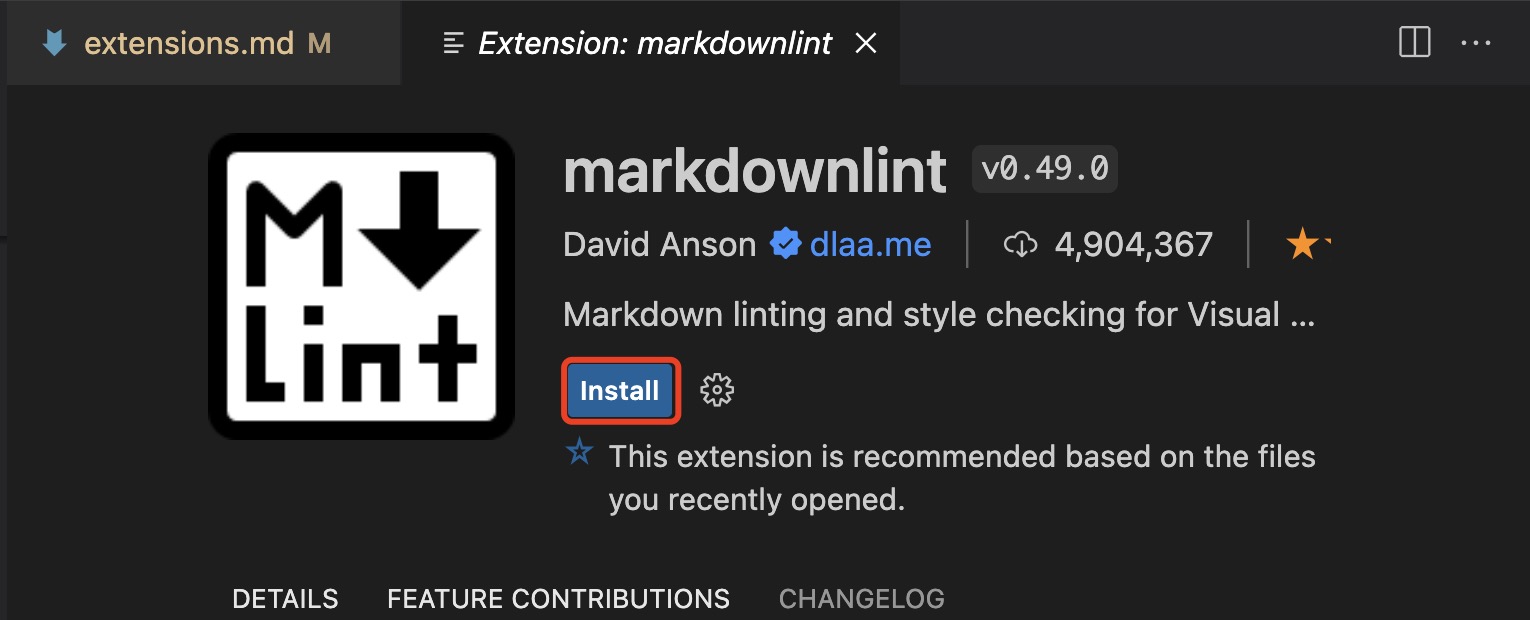 extensions.md M
Extension: markdownlint
M
Lint
markdownlint v0.49.0
David Anson dlaa.me 4,904,367
Markdown linting and style checking for Visual ...
Install
This extension is recommended based on the files
you recently opened.
DETAILS FEATURE CONTRIBUTIONS CHANGELOG